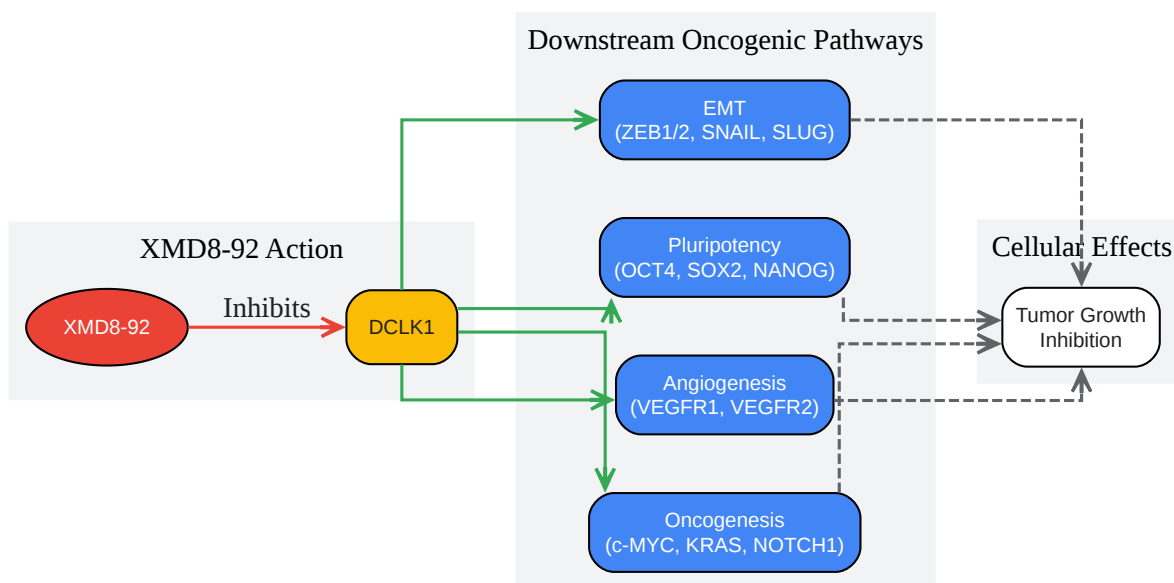 Downstream Oncogenic Pathways
EMT
(ZEB1/2, SNAIL, SLUG)
XMD8-92 Action
Pluripotency
(OCT4, SOX2, NANOG)
Cellular Effects
XMD8-92
Inhibits
DCLK1
Tumor Growth
Inhibition
Angiogenesis
(VEGFR1, VEGFR2)
Oncogenesis
(c-MYC, KRAS, NOTCH1)